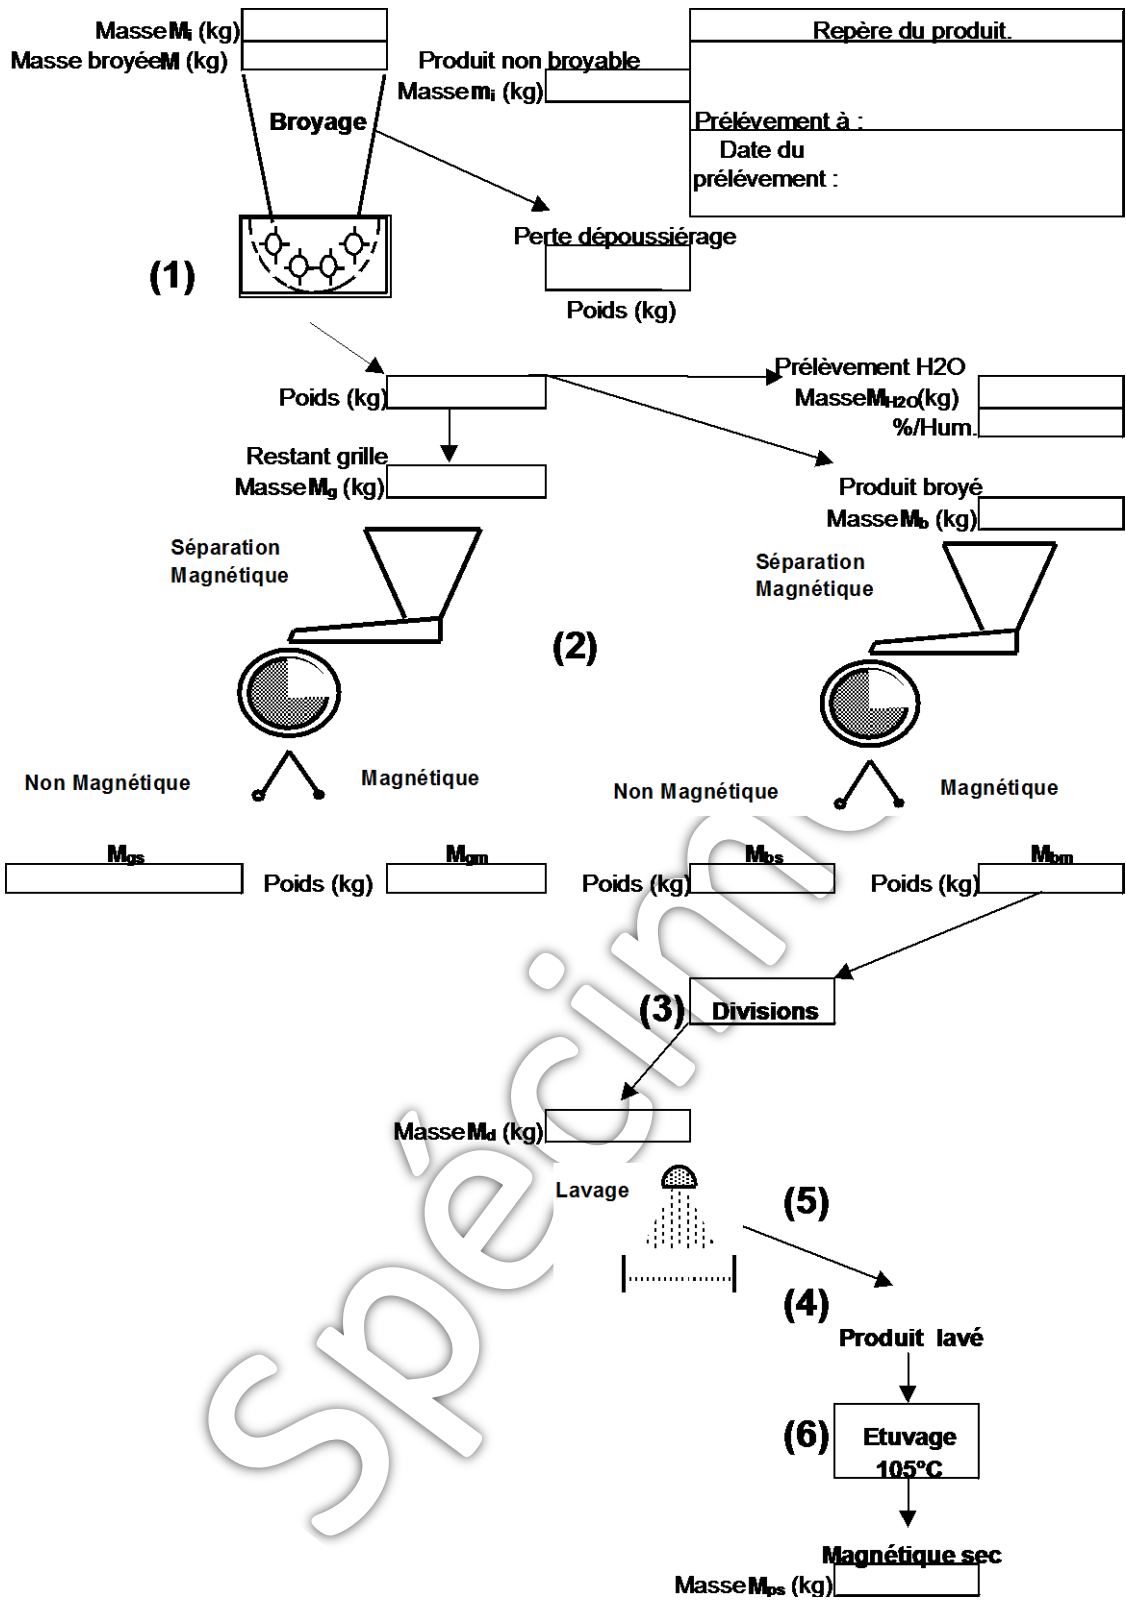 Masse Mi (kg)
Masse broyée M (kg)
Produit non broyable
Masse mi (kg)
Repère du produit.
Prélévement à :
Date du
prélévement :
Broyage
Perte dépoussiérage
Poids (kg)
(1)
Poids (kg)
Prélèvement H2O
Masse MH2O (kg)
%/Hum.
Restant grille
Masse Mg (kg)
Produit broyé
Masse Mb (kg)
Séparation
Magnétique
Séparation
Magnétique
(2)
Non Magnétique
Magnétique
Non Magnétique
Magnétique
Mgs
Mgm
Mbs
Mbm
Poids (kg)
Poids (kg)
Poids (kg)
(3)
Divisions
Masse Md (kg)
Lavage
(5)
(4)
Produit lavé
(6)
Etuvage
105°C
Magnétique sec
Masse Mps (kg)